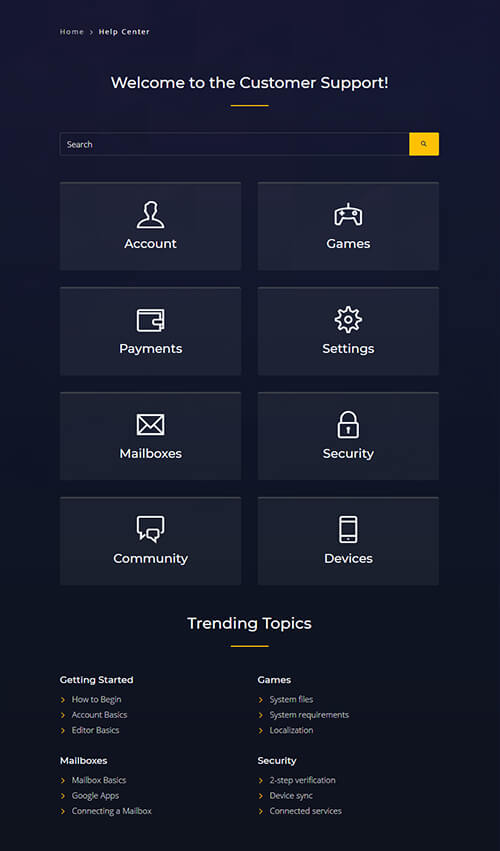 Home > Help Center
Welcome to the Customer Support!
Search
Account
Games
Payments
Settings
Mailboxes
Security
Community
Devices
Trending Topics
Getting Started
How to Begin
Account Basics
Editor Basics
Games
System files
System requirements
Localization
Mailboxes
Mailbox Basics
Google Apps
Connecting a Mailbox
Security
2-step verification
Device sync
Connected services